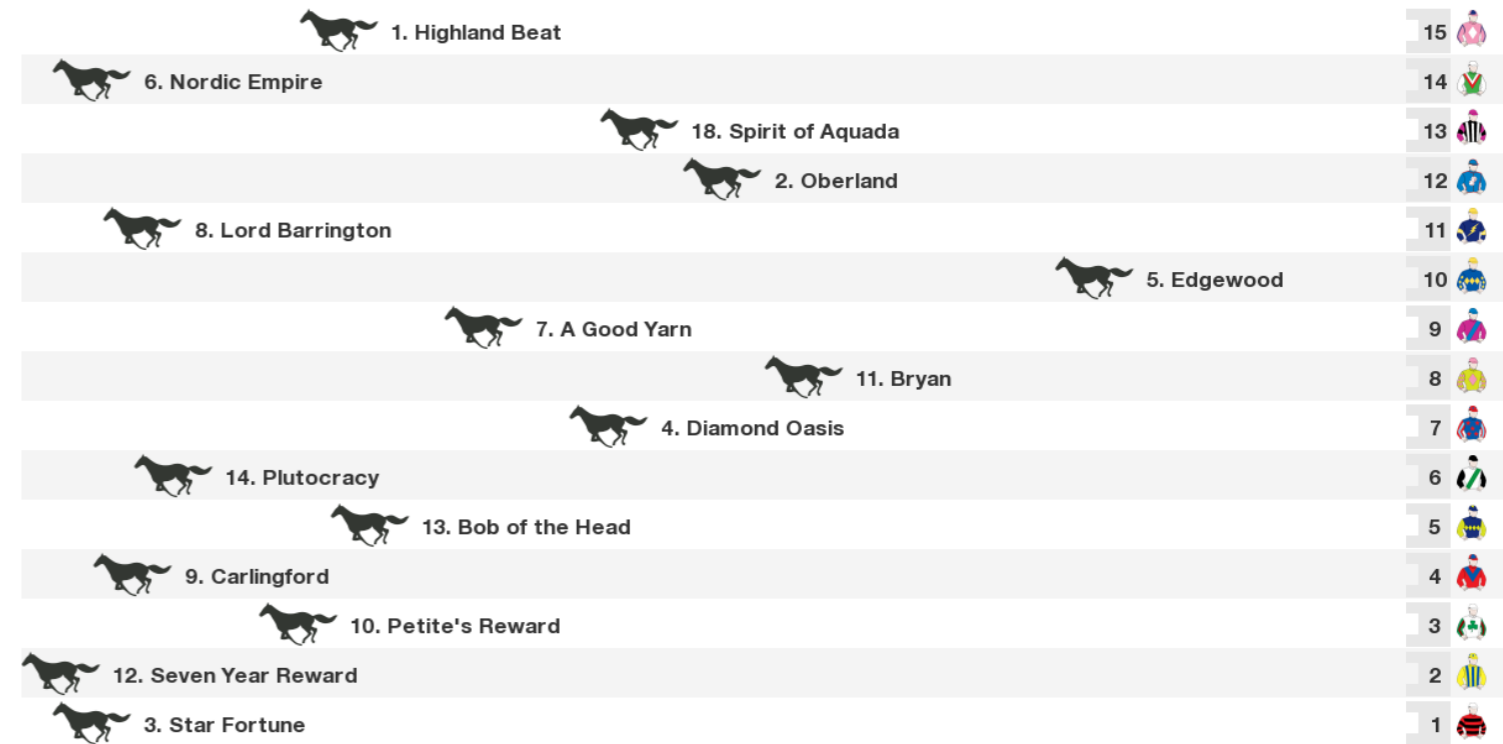 1. Highland Beat 15
6. Nordic Empire 14
18. Spirit of Aquada 13
2. Oberland 12
8. Lord Barrington 11
5. Edgewood 10
7. A Good Yarn 9
11. Bryan 8
4. Diamond Oasis 7
14. Plutocracy 6
13. Bob of the Head 5
9. Carlingford 4
10. Petite's Reward 3
12. Seven Year Reward 2
3. Star Fortune 1